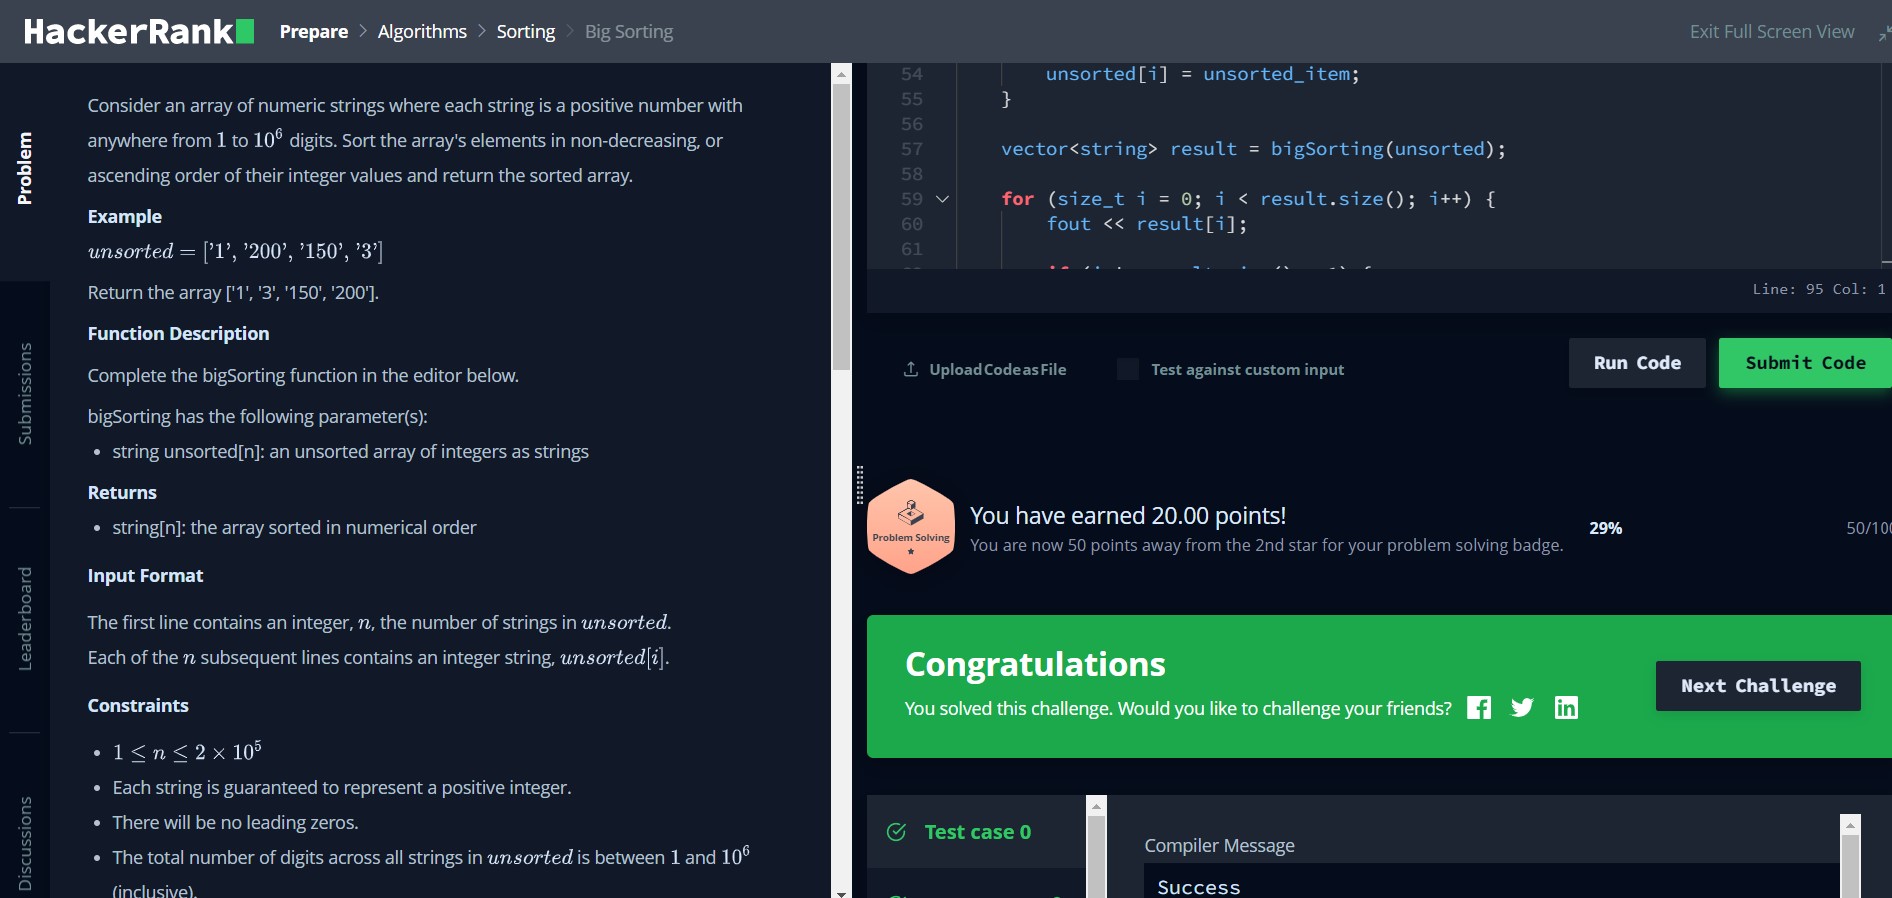 HackerRank
Prepare > Algorithms > Sorting > Big Sorting
Exit Full Screen View
Problem
Submissions
Leaderboard
Discussions
Consider an array of numeric strings where each string is a positive number with
anywhere from 1 to 10^6 digits. Sort the array's elements in non-decreasing, or
ascending order of their integer values and return the sorted array.
Example
unsorted = ['1', '200', '150', '3']
Return the array ['1', '3', '150', '200'].
Function Description
Complete the bigSorting function in the editor below.
bigSorting has the following parameter(s):
• string unsorted[n]: an unsorted array of integers as strings
Returns
• string[n]: the array sorted in numerical order
Input Format
The first line contains an integer, n, the number of strings in unsorted.
Each of the n subsequent lines contains an integer string, unsorted[i].
Constraints
• 1 ≤ n ≤ 2 × 10^5
• Each string is guaranteed to represent a positive integer.
• There will be no leading zeros.
• The total number of digits across all strings in unsorted is between 1 and 10^6
(inclusive).
54 unsorted[i] = unsorted_item;
55 }
56
57 vector<string> result = bigSorting(unsorted);
58
59 for (size_t i = 0; i < result.size(); i++) {
60 fout << result[i];
61
Line: 95 Col: 1
Upload Code as File
Test against custom input
Run Code
Submit Code
Problem Solving
You have earned 20.00 points!
You are now 50 points away from the 2nd star for your problem solving badge.
29%
50/100
Congratulations
You solved this challenge. Would you like to challenge your friends?
Next Challenge
Test case 0
Compiler Message
Success